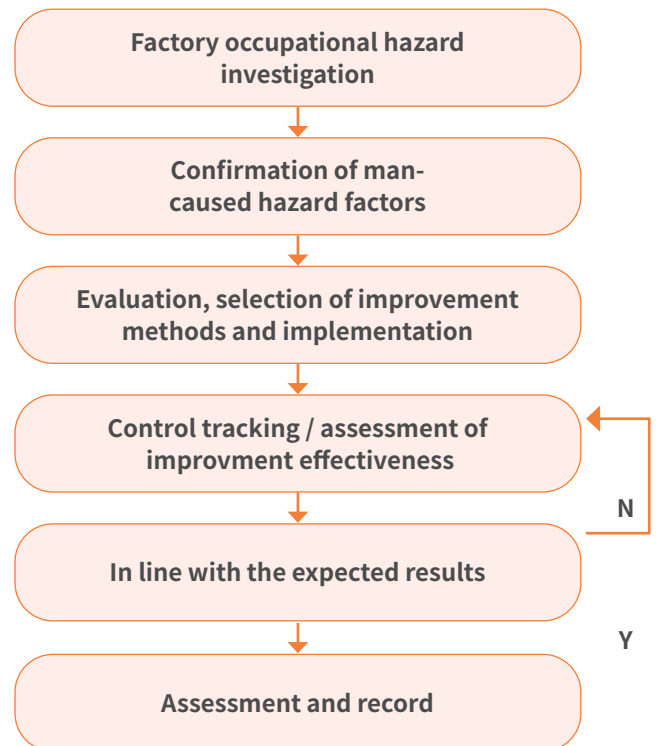 Factory occupational hazard
investigation
Confirmation of man-
caused hazard factors
Evaluation, selection of improvement
methods and implementation
Control tracking / assessment of
improvment effectiveness
N
In line with the expected results
Y
Assessment and record